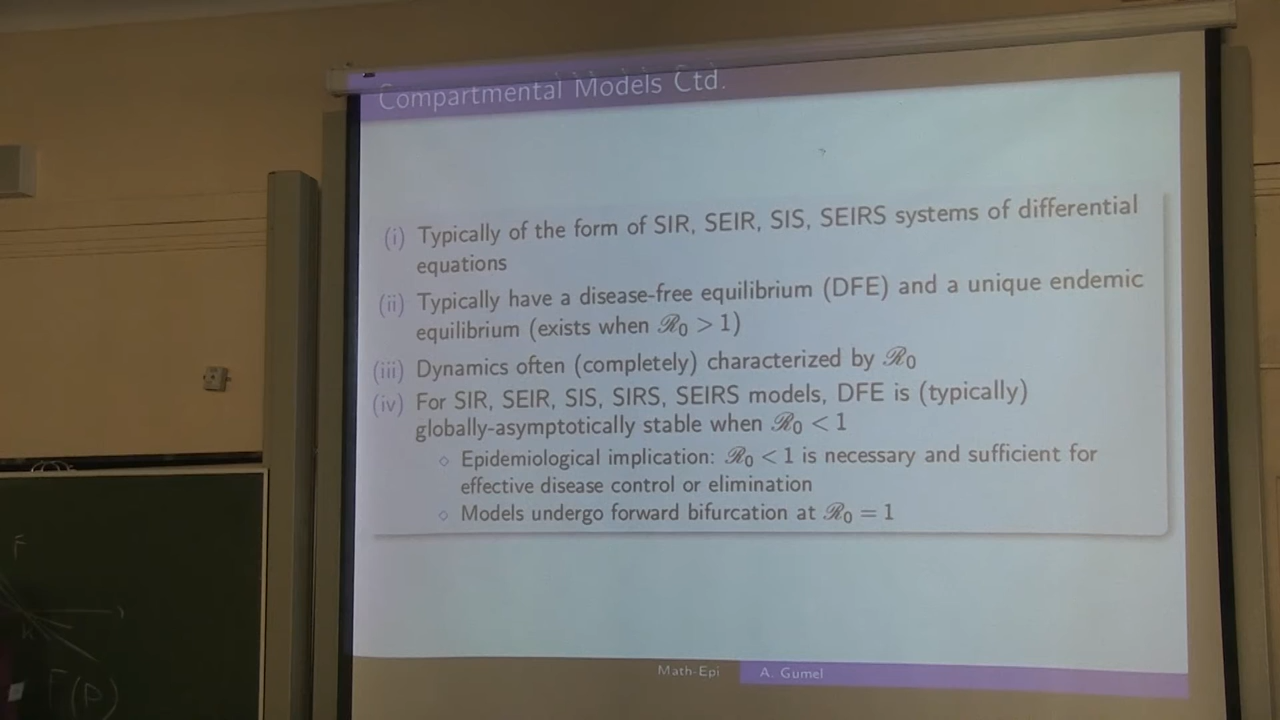 Compartmental Models Ctd.
(i) Typically of the form of SIR, SEIR, SIS, SEIRS systems of differential
equations
(ii) Typically have a disease-free equilibrium (DFE) and a unique endemic
equilibrium (exists when ℛ₀ > 1)
(iii) Dynamics often (completely) characterized by ℛ₀
(iv) For SIR, SEIR, SIS, SIRS, SEIRS models, DFE is (typically)
globally-asymptotically stable when ℛ₀ < 1
◇ Epidemiological implication: ℛ₀ < 1 is necessary and sufficient for
effective disease control or elimination
◇ Models undergo forward bifurcation at ℛ₀ = 1
Math-Epi A. Gumel